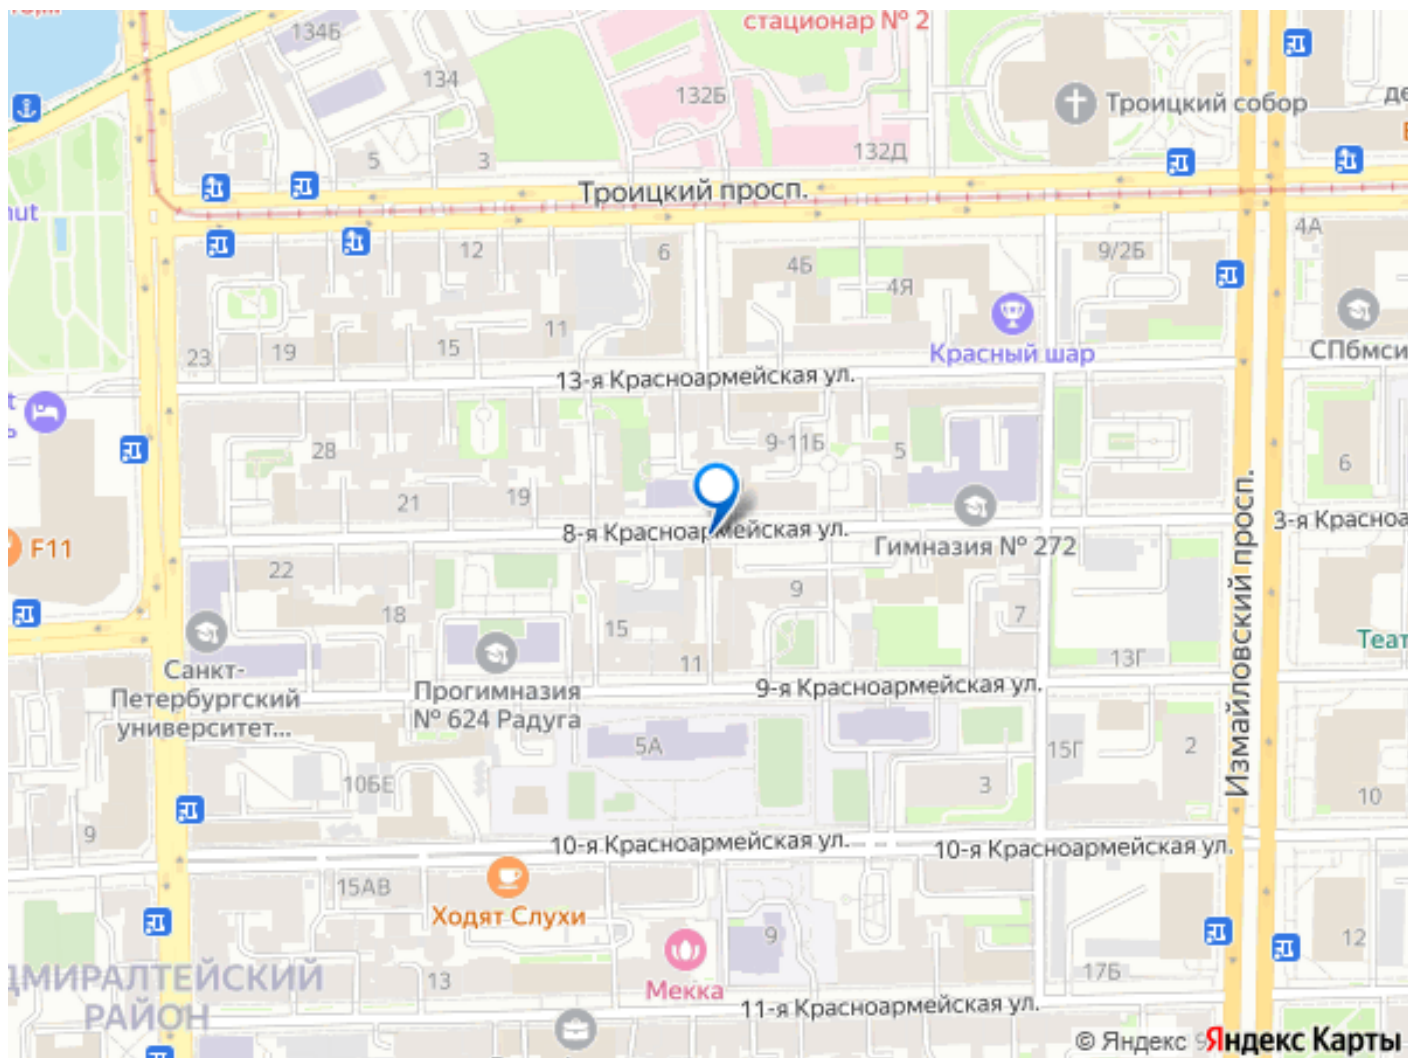 стационар № 2
134Б
134
132Б
Троицкий собор
132Д
5
3
Троицкий просп.
nut
12
6
4Б
4Я
9/2Б
4А
11
Красный шар
СПбмси
23
19
15
13-я Красноармейская ул.
28
9-11Б
5
6
21
19
8-я Красноармейская ул.
Гимназия № 272
3-я Красноа
F11
22
18
15
9
7
11
13Г
Теат
Санкт-
Петербургский
университет...
Прогимназия
№ 624 Радуга
9-я Красноармейская ул.
Измайловский просп.
5А
15Г
2
3
10
106Е
9
10-я Красноармейская ул.
10-я Красноармейская ул.
15АВ
Ходят Слухи
9
12
13
Мекка
17Б
ДМИРАЛТЕЙСКИЙ
РАЙОН
11-я Красноармейская ул.
© Яндекс Яндекс Карты